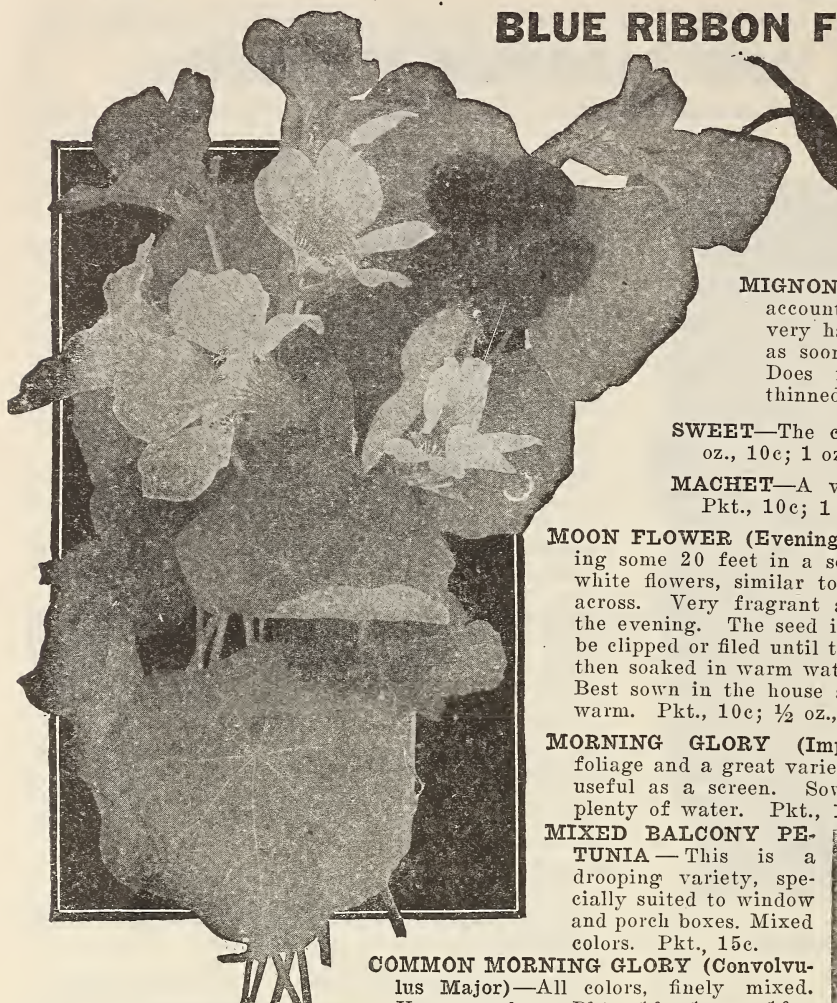 BLUE RIBBON F
MIGNON
account
very h
as soon
Does
thinned
SWEET—The c
oz., 10c; 1 oz
MACHET—A v
Pkt., 10c; 1
MOON FLOWER (Evening
ing some 20 feet in a s
white flowers, similar to
across. Very fragrant a
the evening. The seed i
be clipped or filed until t
then soaked in warm wat
Best sown in the house
warm. Pkt., 10c; ½ oz.,
MORNING GLORY (Imp
foliage and a great varie
useful as a screen. Sow
plenty of water. Pkt.,
MIXED BALCONY PE-
TUNIA—This is a
drooping variety, spe-
cially suited to window
and porch boxes. Mixed
colors. Pkt., 15c.
COMMON MORNING GLORY (Convolvu-
lus Major)—All colors, finely mixed.